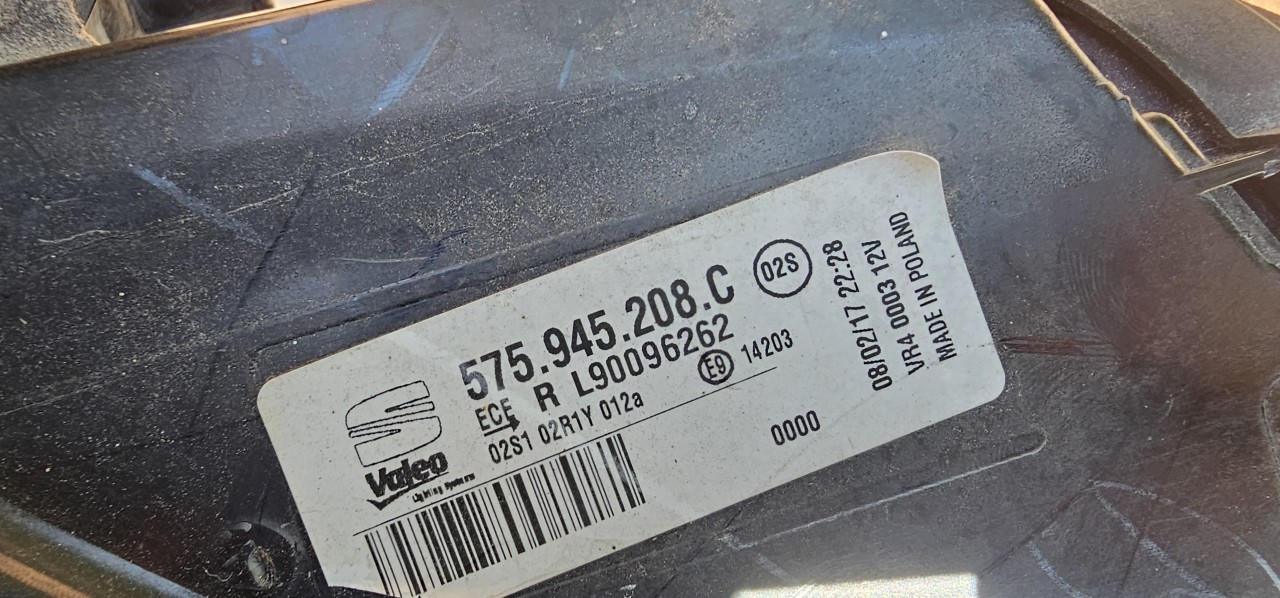 575.945.208.C
02S
ECE R L90096262
E9 14203
02S1 02R1Y 012a
Valeo
Lighting Systems
0000
08/02/17 22:28
VR4 0003 12V
MADE IN POLAND